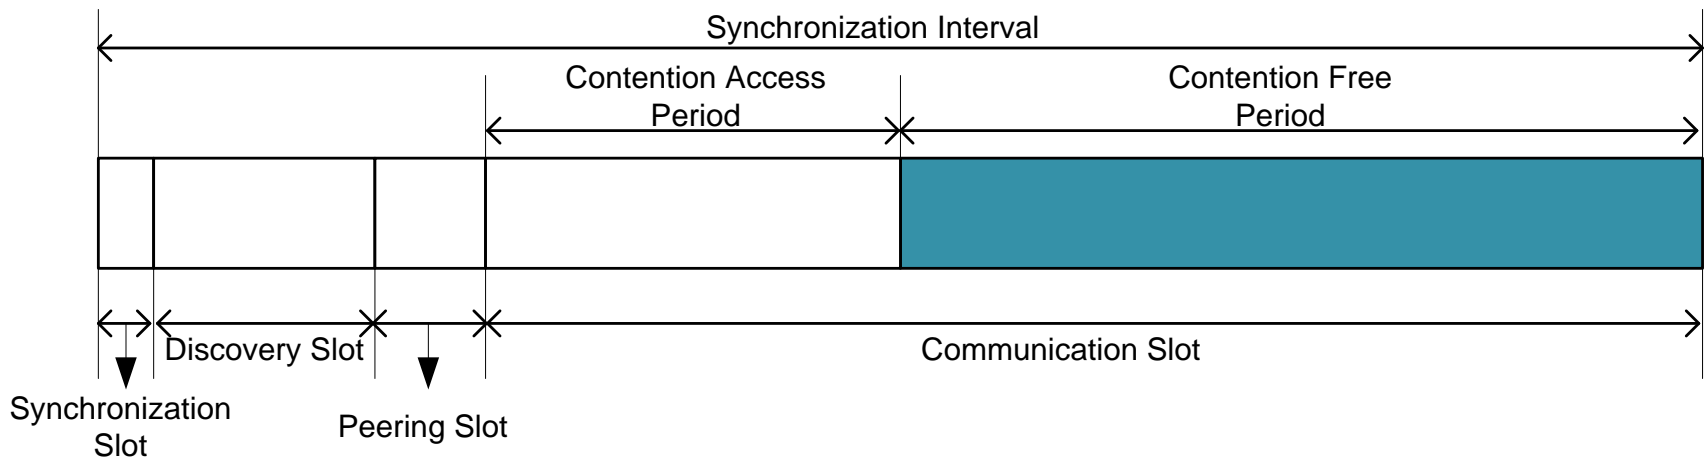 Synchronization Interval
Contention Access
Period
Contention Free
Period
Discovery Slot
Communication Slot
Synchronization
Slot
Peering Slot